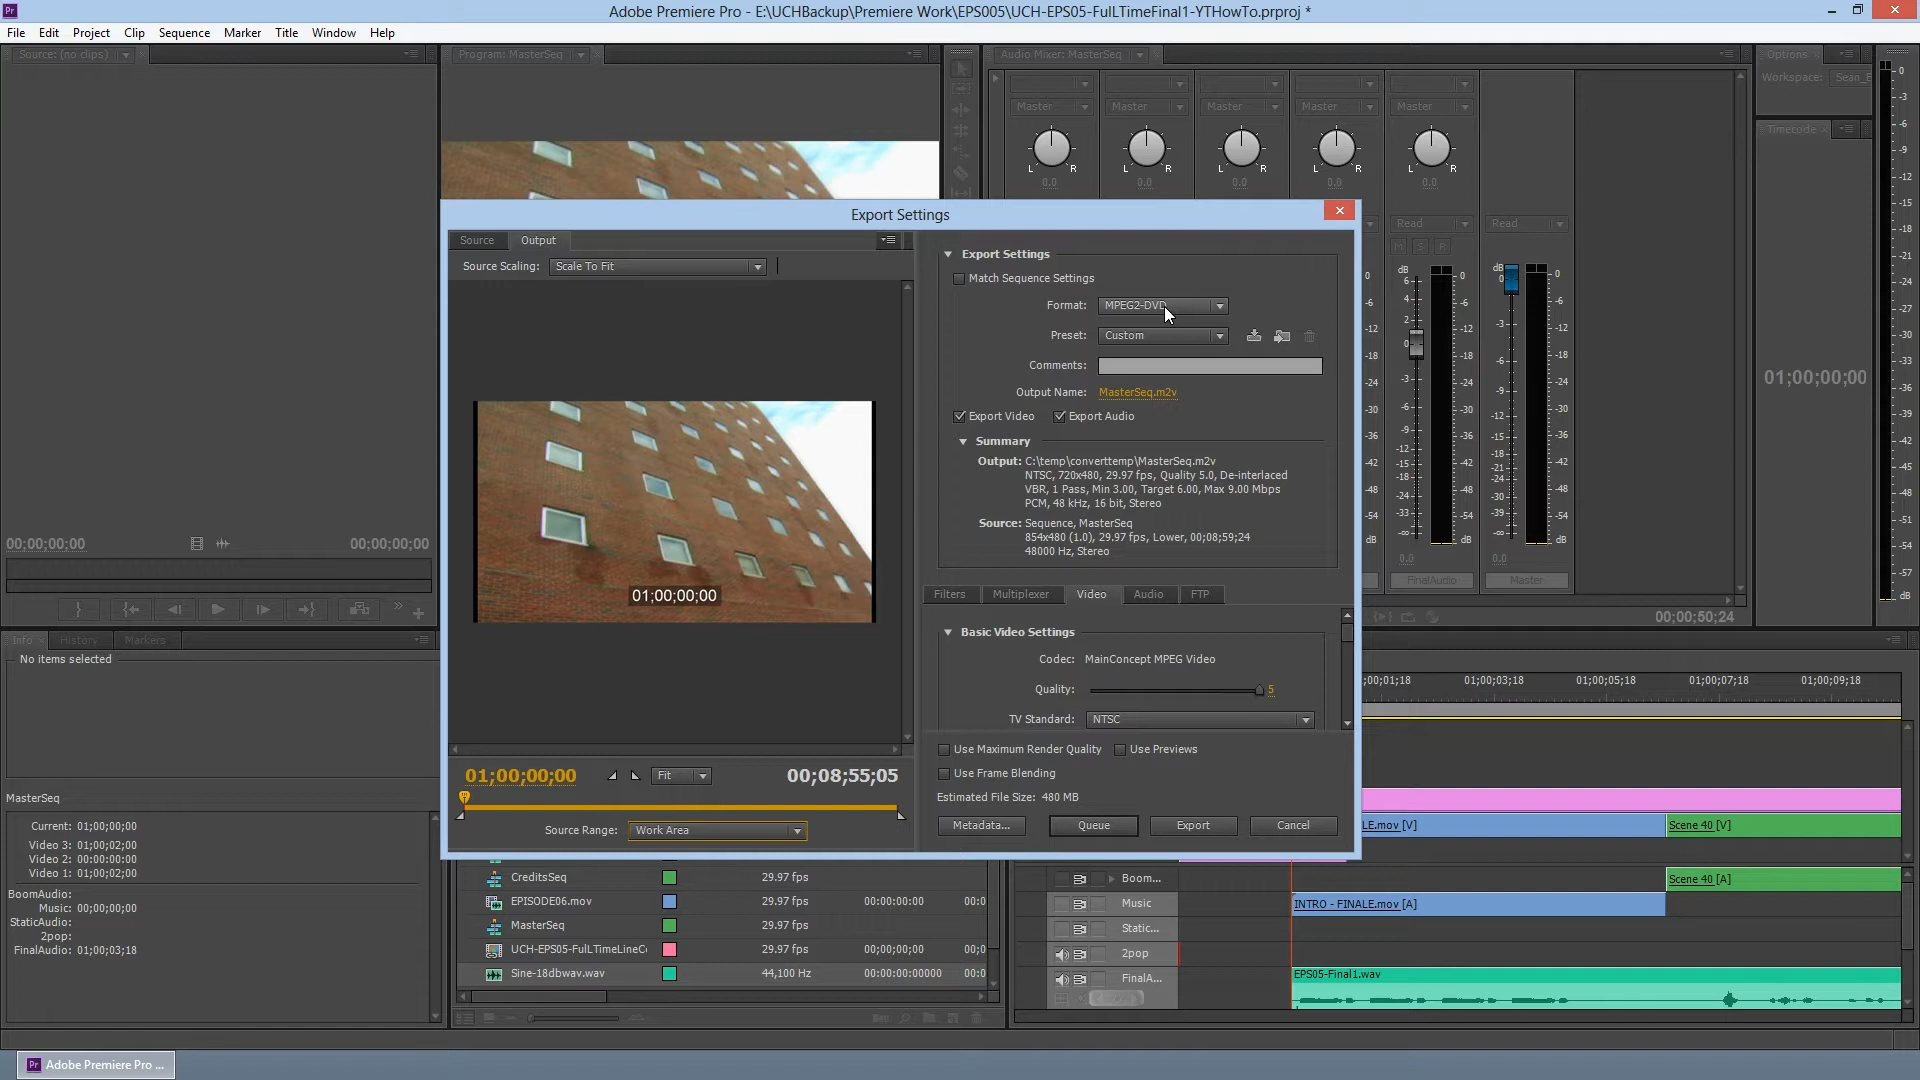 Adobe Premiere Pro - E:\UCHBackup\Premiere Work\EPS005\UCH-EPS05-FulLTimeFinal1-YTHowTo.prproj *
File Edit Project Clip Sequence Marker Title Window Help
Source: (no clips)
Program: MasterSeq
Audio Mixer: MasterSeq
Options
Workspace: Sean_E
Master Master Master Master Master
L R L R L R L R L R
0.0 0.0 0.0 0.0 0.0
Timecode
01;00;00;00
Read Read
M S R
Export Settings
Source Output
Source Scaling: Scale To Fit
01;00;00;00
01;00;00;00 Fit 00;08;55;05
Source Range: Work Area
Export Settings
Match Sequence Settings
Format: MPEG2-DVD
Preset: Custom
Comments:
Output Name: MasterSeq.m2v
Export Video Export Audio
Summary
Output: C:\temp\converttemp\MasterSeq.m2v
NTSC, 720x480, 29.97 fps, Quality 5.0, De-interlaced
VBR, 1 Pass, Min 3.00, Target 6.00, Max 9.00 Mbps
PCM, 48 kHz, 16 bit, Stereo
Source: Sequence, MasterSeq
854x480 (1.0), 29.97 fps, Lower, 00;08;59;24
48000 Hz, Stereo
Filters Multiplexer Video Audio FTP
Basic Video Settings
Codec: MainConcept MPEG Video
Quality: 5
TV Standard: NTSC
Use Maximum Render Quality Use Previews
Use Frame Blending
Estimated File Size: 480 MB
Metadata... Queue Export Cancel
FinalAudio Master
00;00;50;24
00;00;00;00 00;00;00;00
Info History Markers
No items selected
MasterSeq
Current: 01;00;00;00
Video 3: 01;00;02;00
Video 2: 00:00:00:00
Video 1: 01;00;02;00
BoomAudio:
Music: 00;00;00;00
StaticAudio:
2pop:
FinalAudio: 01;00;03;18
CreditsSeq 29.97 fps
EPISODE06.mov 29.97 fps 00:00:00:00 00:0
MasterSeq 29.97 fps
UCH-EPS05-FulLTimeLineC 29.97 fps 00;00;00;00 00;0
Sine-18dbwav.wav 44,100 Hz 00:00:00:00000 00:0
;00;01;18 01;00;03;18 01;00;05;18 01;00;07;18 01;00;09;18
LE.mov [V] Scene 40 [V]
Boom... Scene 40 [A]
Music INTRO - FINALE.mov [A]
Static...
2pop
FinalA... EPS05-Final1.wav
Adobe Premiere Pro ...